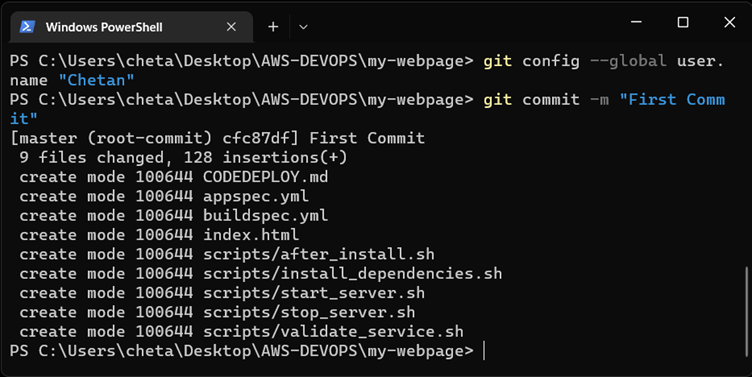 Windows PowerShell
PS C:\Users\cheta\Desktop\AWS-DEVOPS\my-webpage> git config --global user.
name "Chetan"
PS C:\Users\cheta\Desktop\AWS-DEVOPS\my-webpage> git commit -m "First Comm
it"
[master (root-commit) cfc87df] First Commit
 9 files changed, 128 insertions(+)
 create mode 100644 CODEDEPLOY.md
 create mode 100644 appspec.yml
 create mode 100644 buildspec.yml
 create mode 100644 index.html
 create mode 100644 scripts/after_install.sh
 create mode 100644 scripts/install_dependencies.sh
 create mode 100644 scripts/start_server.sh
 create mode 100644 scripts/stop_server.sh
 create mode 100644 scripts/validate_service.sh
PS C:\Users\cheta\Desktop\AWS-DEVOPS\my-webpage>